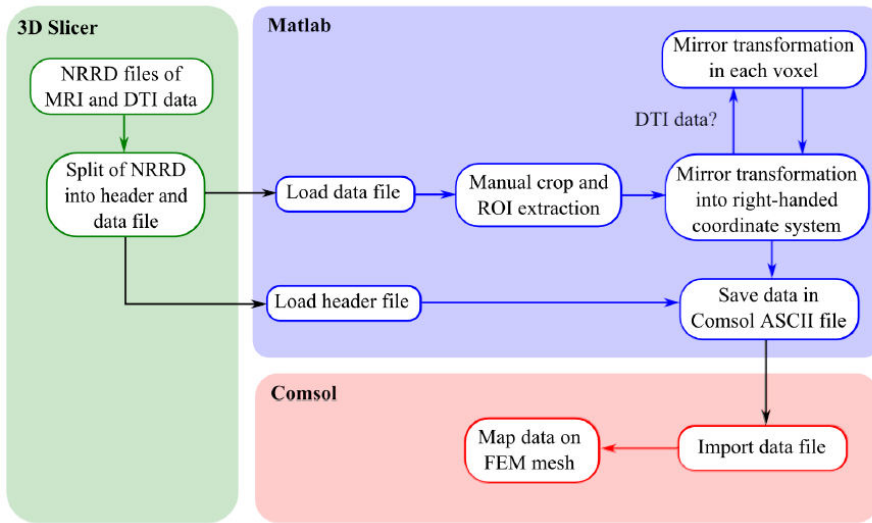 3D Slicer
NRRD files of
MRI and DTI data
Split of NRRD
into header and
data file
Matlab
Mirror transformation
in each voxel
DTI data?
Load data file
Manual crop and
ROI extraction
Mirror transformation
into right-handed
coordinate system
Load header file
Save data in
Comsol ASCII file
Comsol
Map data on
FEM mesh
Import data file